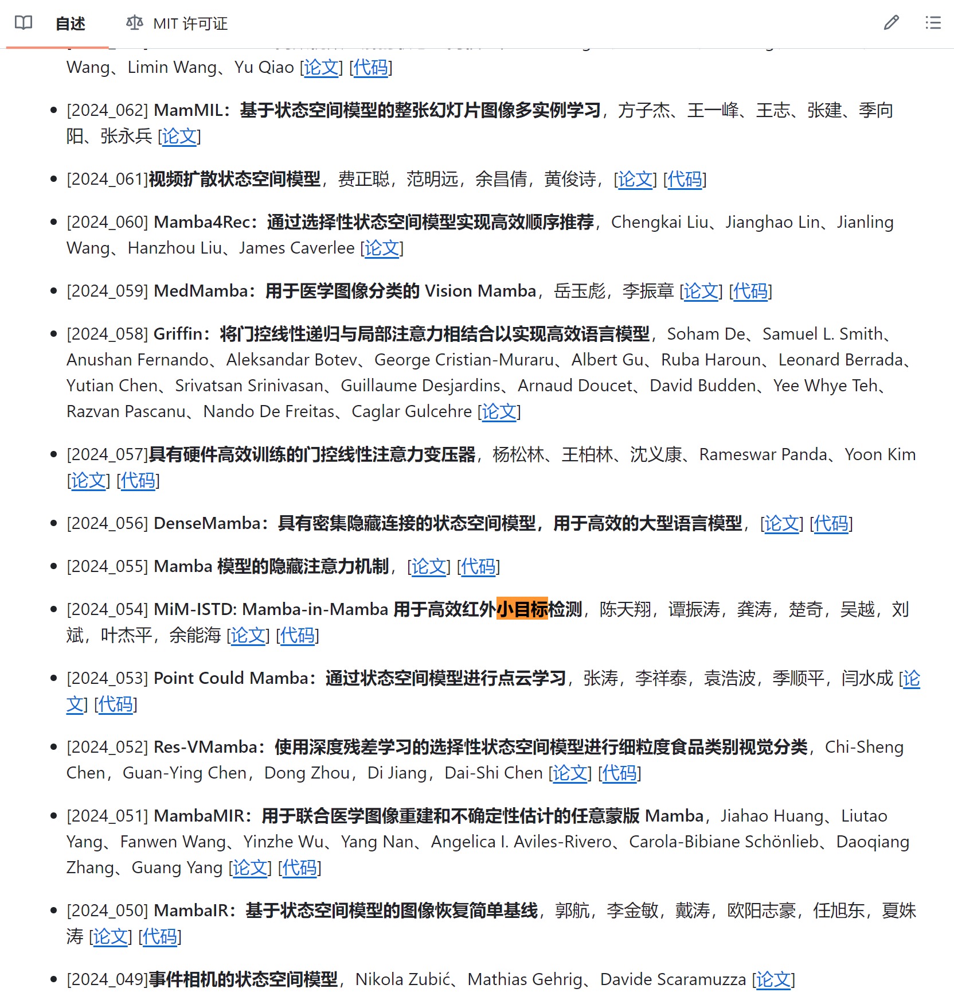 自述 MIT 许可证
Wang、Limin Wang、Yu Qiao [论文] [代码]
[2024_062] MamMIL：基于状态空间模型的整张幻灯片图像多实例学习，方子杰、王一峰、王志、张建、季向
阳、张永兵 [论文]
[2024_061]视频扩散状态空间模型，费正聪，范明远，余昌倩，黄俊诗，[论文] [代码]
[2024_060] Mamba4Rec：通过选择性状态空间模型实现高效顺序推荐，Chengkai Liu、Jianghao Lin、Jianling
Wang、Hanzhou Liu、James Caverlee [论文]
[2024_059] MedMamba：用于医学图像分类的 Vision Mamba，岳玉彪，李振章 [论文] [代码]
[2024_058] Griffin：将门控线性递归与局部注意力相结合以实现高效语言模型，Soham De、Samuel L. Smith、
Anushan Fernando、Aleksandar Botev、George Cristian-Muraru、Albert Gu、Ruba Haroun、Leonard Berrada、
Yutian Chen、Srivatsan Srinivasan、Guillaume Desjardins、Arnaud Doucet、David Budden、Yee Whye Teh、
Razvan Pascanu、Nando De Freitas、Caglar Gulcehre [论文]
[2024_057]具有硬件高效训练的门控线性注意力变压器，杨松林、王柏林、沈义康、Rameswar Panda、Yoon Kim
[论文] [代码]
[2024_056] DenseMamba：具有密集隐藏连接的状态空间模型，用于高效的大型语言模型，[论文] [代码]
[2024_055] Mamba 模型的隐藏注意力机制，[论文] [代码]
[2024_054] MiM-ISTD: Mamba-in-Mamba 用于高效红外小目标检测，陈天翔，谭振涛，龚涛，楚奇，吴越，刘
斌，叶杰平，余能海 [论文] [代码]
[2024_053] Point Could Mamba：通过状态空间模型进行点云学习，张涛，李祥泰，袁浩波，季顺平，闫水成 [论
文] [代码]
[2024_052] Res-VMamba：使用深度残差学习的选择性状态空间模型进行细粒度食品类别视觉分类，Chi-Sheng
Chen，Guan-Ying Chen，Dong Zhou，Di Jiang，Dai-Shi Chen [论文] [代码]
[2024_051] MambaMIR：用于联合医学图像重建和不确定性估计的任意蒙版 Mamba，Jiahao Huang、Liutao
Yang、Fanwen Wang、Yinzhe Wu、Yang Nan、Angelica I. Aviles-Rivero、Carola-Bibiane Schönlieb、Daoqiang
Zhang、Guang Yang [论文] [代码]
[2024_050] MambaIR：基于状态空间模型的图像恢复简单基线，郭航，李金敏，戴涛，欧阳志豪，任旭东，夏姝
涛 [论文] [代码]
[2024_049]事件相机的状态空间模型，Nikola Zubić、Mathias Gehrig、Davide Scaramuzza [论文]